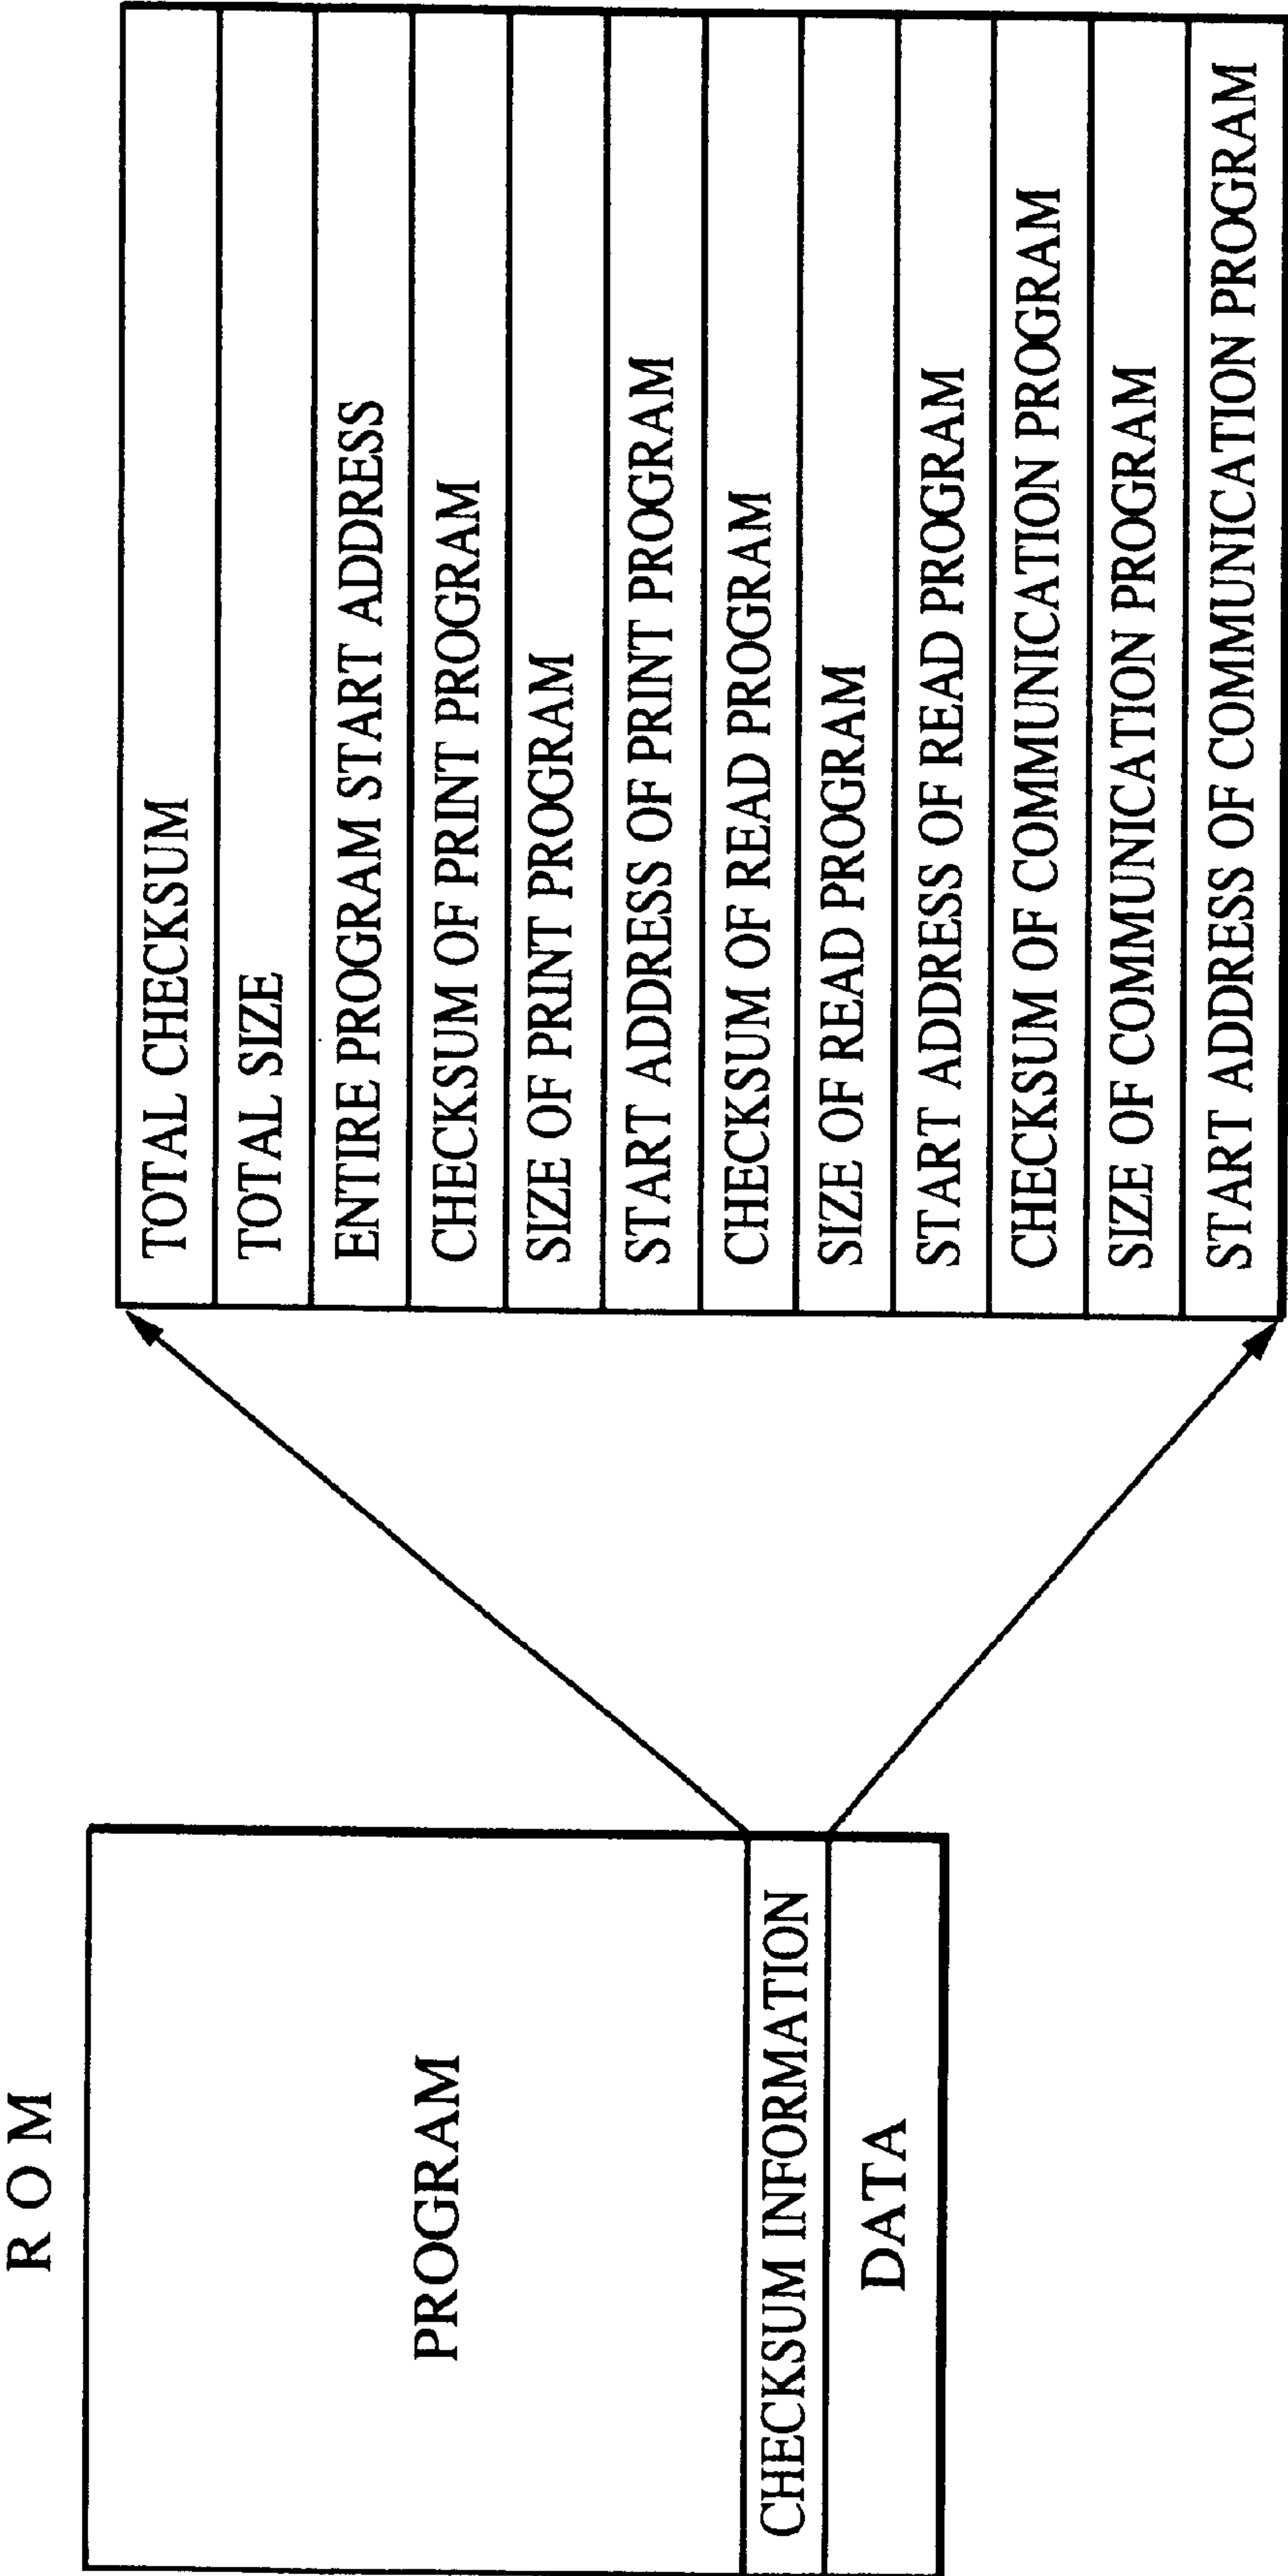 R O M
PROGRAM
CHECKSUM INFORMATION
DATA
TOTAL CHECKSUM
TOTAL SIZE
ENTIRE PROGRAM START ADDRESS
CHECKSUM OF PRINT PROGRAM
SIZE OF PRINT PROGRAM
START ADDRESS OF PRINT PROGRAM
CHECKSUM OF READ PROGRAM
SIZE OF READ PROGRAM
START ADDRESS OF READ PROGRAM
CHECKSUM OF COMMUNICATION PROGRAM
SIZE OF COMMUNICATION PROGRAM
START ADDRESS OF COMMUNICATION PROGRAM